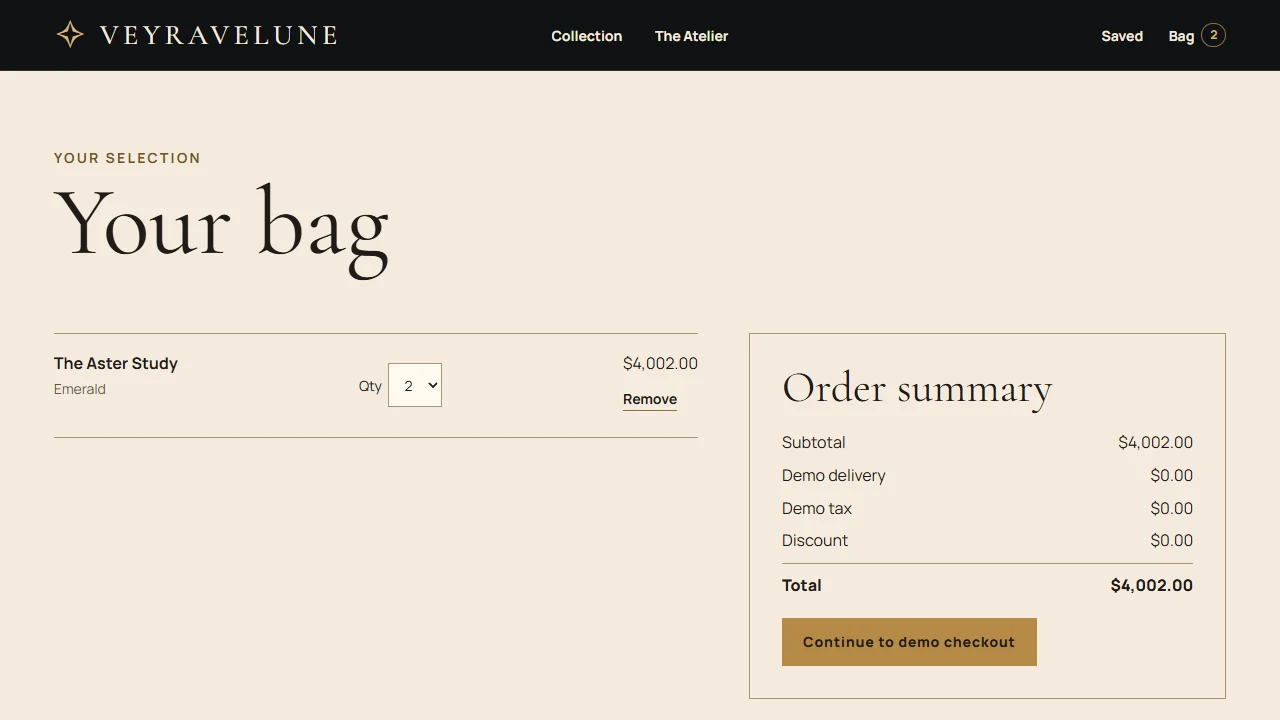 VEYRAVELUNE
Collection
The Atelier
Saved
Bag 2
YOUR SELECTION
Your bag
The Aster Study
Emerald
Qty 2
$4,002.00
Remove
Order summary
Subtotal $4,002.00
Demo delivery $0.00
Demo tax $0.00
Discount $0.00
Total $4,002.00
Continue to demo checkout